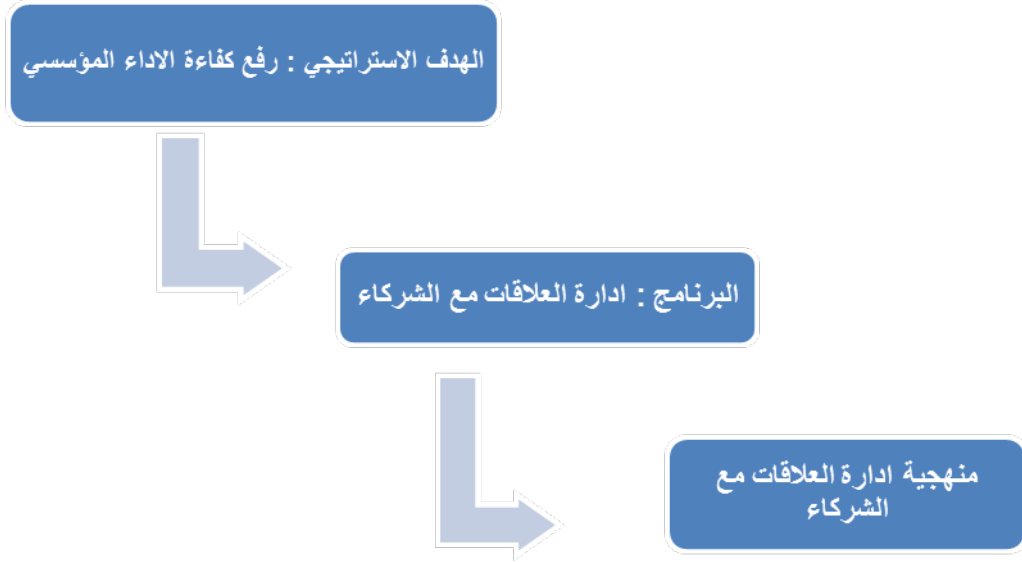 الهدف الاستراتيجي : رفع كفاءة الاداء المؤسسي
البرنامج : ادارة العلاقات مع الشركاء
منهجية ادارة العلاقات مع
الشركاء